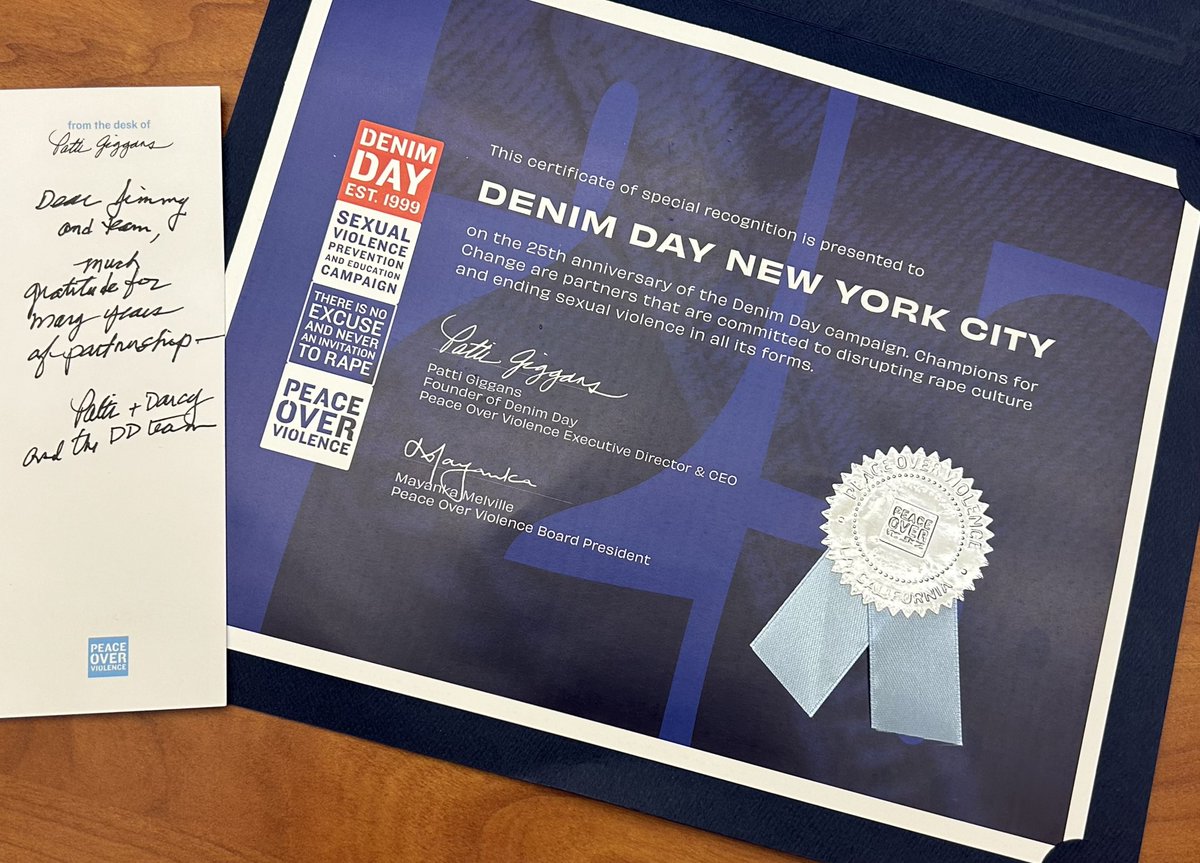 from the desk of
Patti Giggans
Dear Jimmy
and team,
much
gratitude for
many years
of partnership—
Patti + Darcy
and the DD team
PEACE
OVER
VIOLENCE
DENIM
DAY
EST. 1999
SEXUAL
VIOLENCE
PREVENTION
AND EDUCATION
CAMPAIGN
THERE IS NO
EXCUSE
AND NEVER
AN INVITATION
TO RAPE
PEACE
OVER
VIOLENCE
This certificate of special recognition is presented to
DENIM DAY NEW YORK CITY
on the 25th anniversary of the Denim Day campaign. Champions for
Change are partners that are committed to disrupting rape culture
and ending sexual violence in all its forms.
Patti Giggans
Patti Giggans
Founder of Denim Day
Peace Over Violence Executive Director & CEO
Mayanka
Mayanka Melville
Peace Over Violence Board President
PEACE OVER VIOLENCE
PEACE
OVER
CALIFORNIA